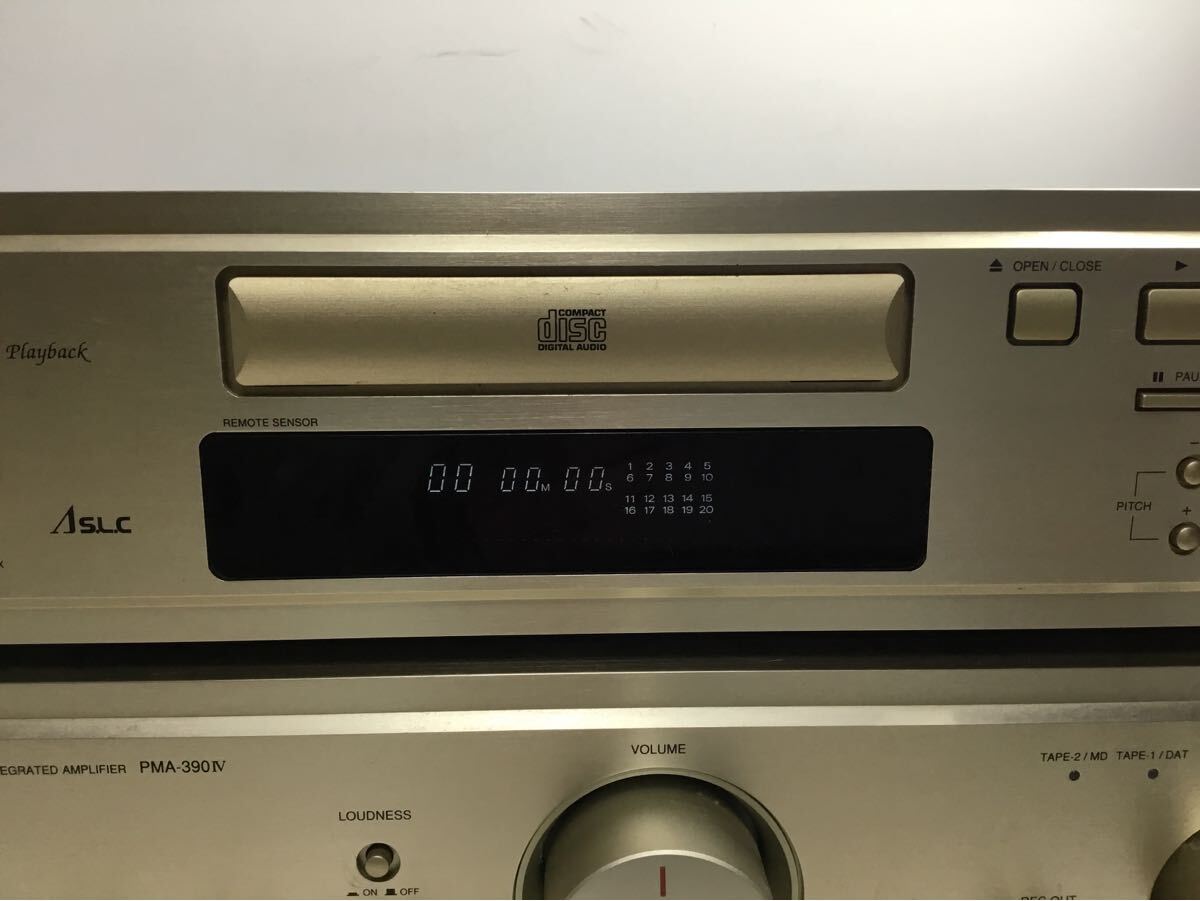 OPEN / CLOSE
COMPACT
disc
DIGITAL AUDIO
Playback
PAU
REMOTE SENSOR
00 00M 00S
1 2 3 4 5
6 7 8 9 10
11 12 13 14 15
16 17 18 19 20
PITCH
−
+
A S.L.C
VOLUME
EGRATED AMPLIFIER PMA-390IV
TAPE-2 / MD TAPE-1 / DAT
LOUDNESS
ON OFF
REC OUT